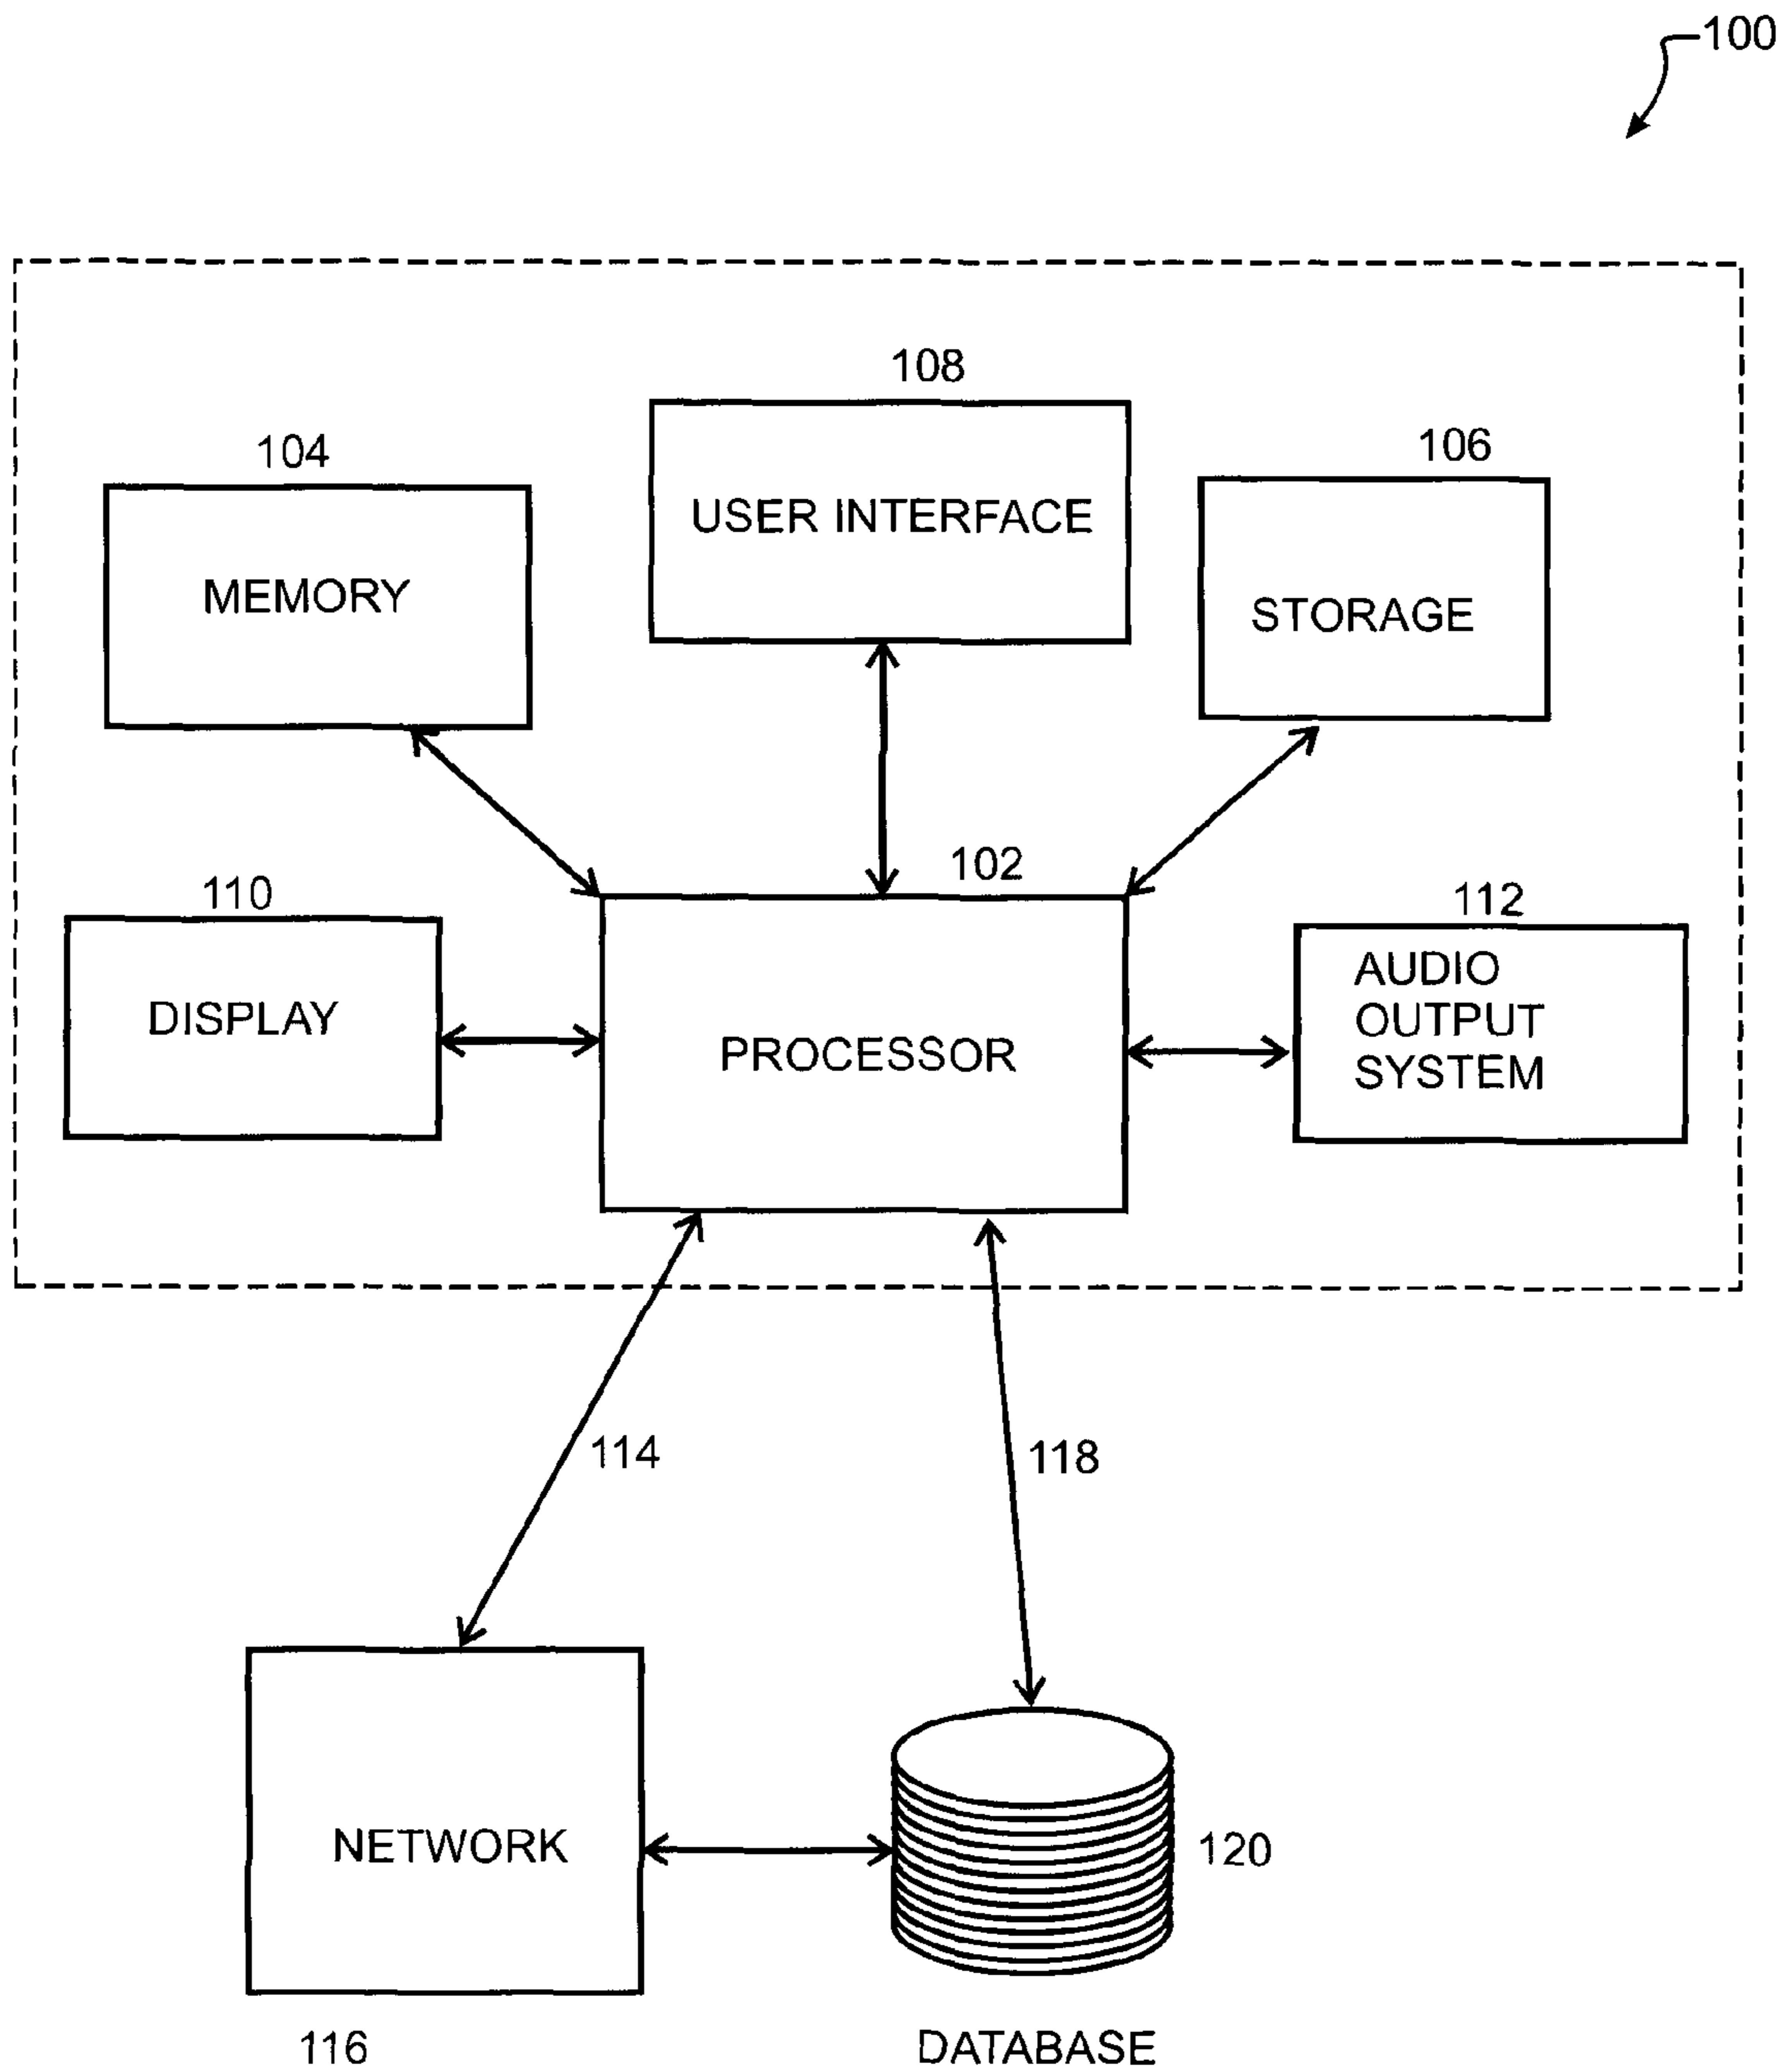 100
108
104
106
USER INTERFACE
MEMORY
STORAGE
102
110
112
AUDIO
OUTPUT
SYSTEM
DISPLAY
PROCESSOR
114
118
NETWORK
120
116
DATABASE